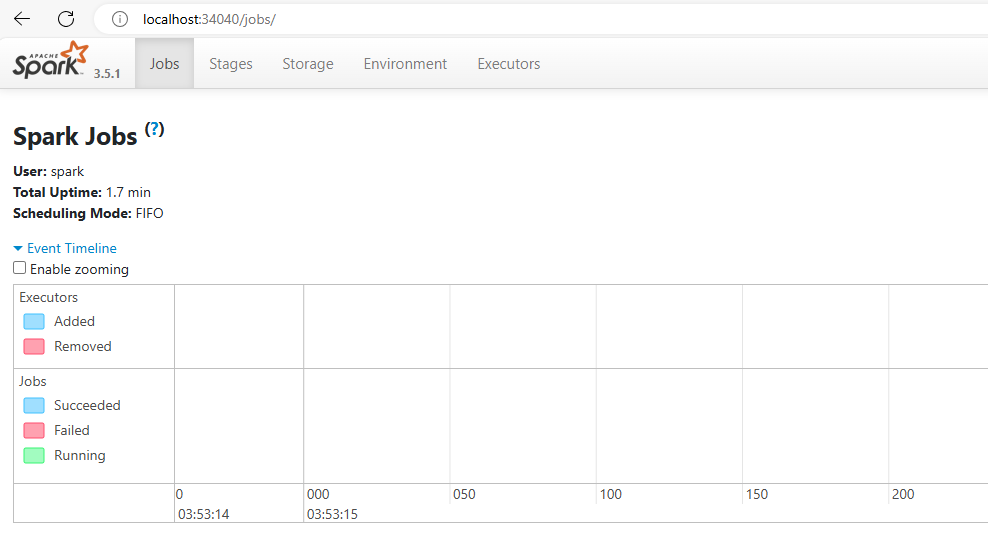 localhost:34040/jobs/
APACHE
Spark 3.5.1 Jobs Stages Storage Environment Executors
Spark Jobs (?)
User: spark
Total Uptime: 1.7 min
Scheduling Mode: FIFO
Event Timeline
Enable zooming
Executors
Added
Removed
Jobs
Succeeded
Failed
Running
0 000 050 100 150 200
03:53:14 03:53:15